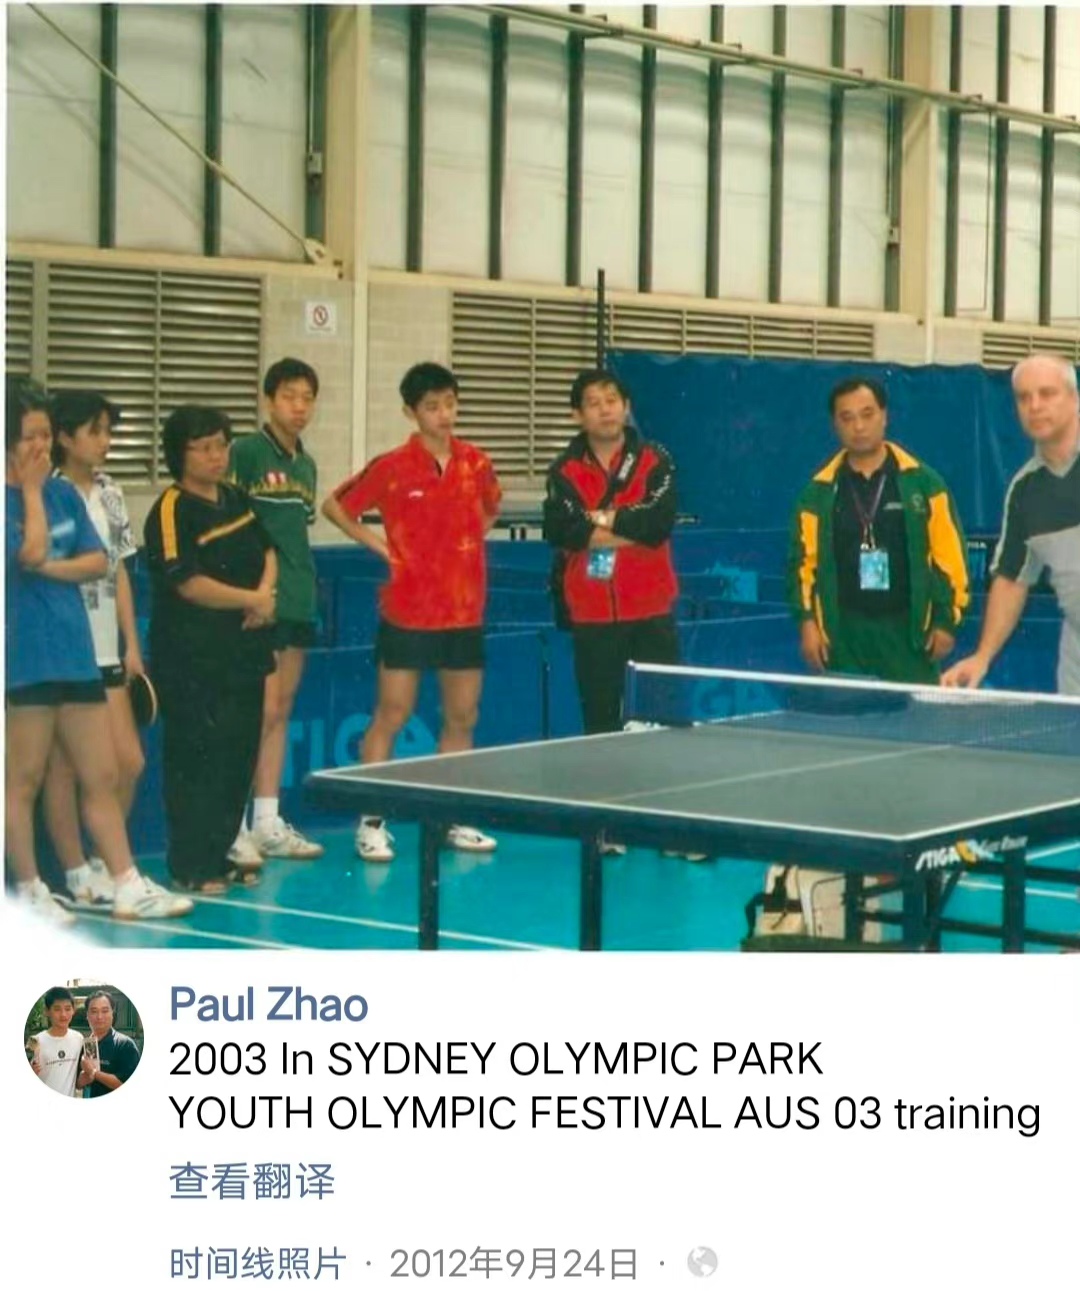 STIGA
STIGA
Paul Zhao
2003 In SYDNEY OLYMPIC PARK
YOUTH OLYMPIC FESTIVAL AUS 03 training
查看翻译
时间线照片 · 2012年9月24日 ·